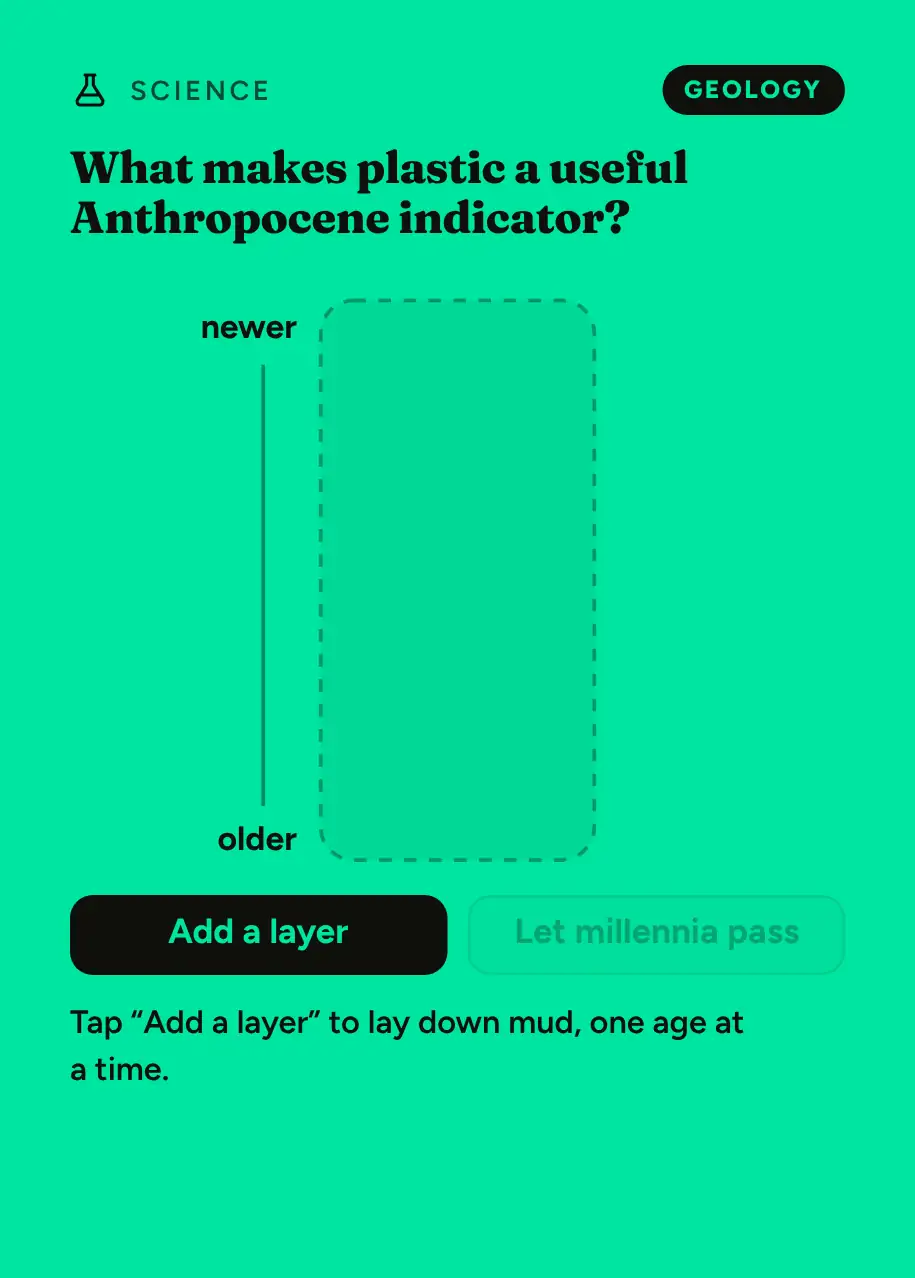 SCIENCE
GEOLOGY
What makes plastic a useful
Anthropocene indicator?
newer
older
Add a layer
Let millennia pass
Tap “Add a layer” to lay down mud, one age at
a time.